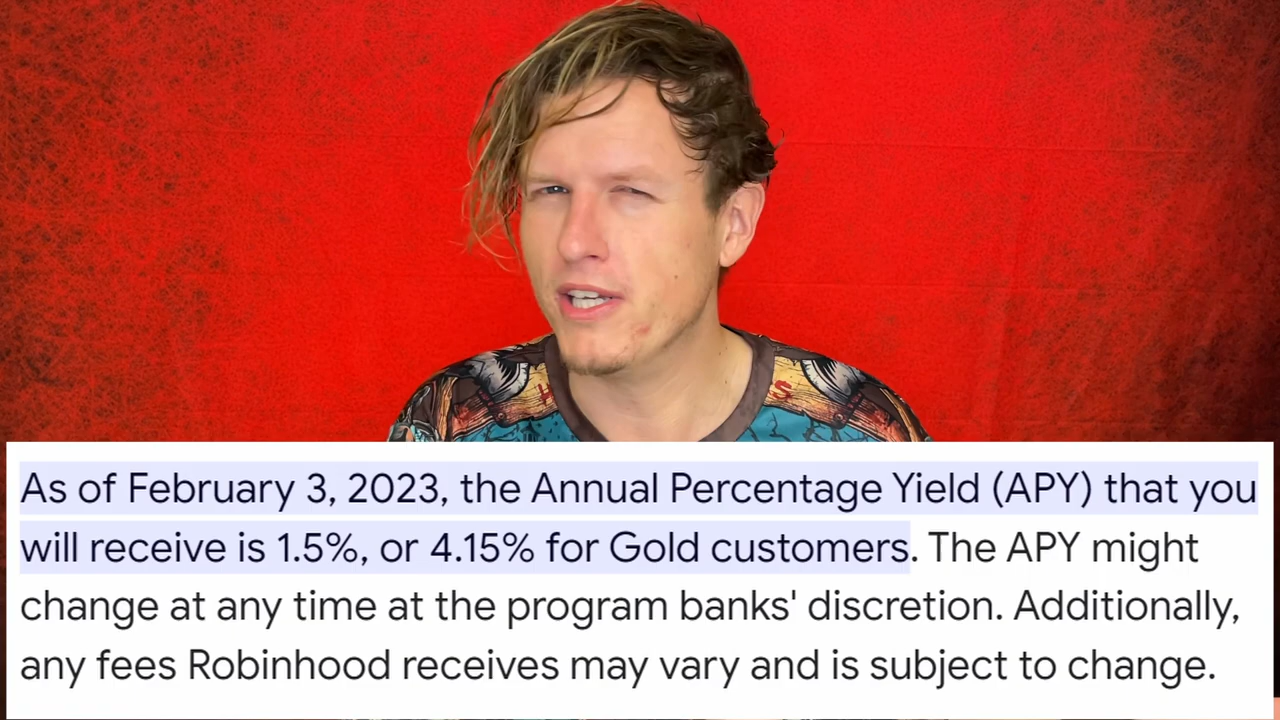 As of February 3, 2023, the Annual Percentage Yield (APY) that you
will receive is 1.5%, or 4.15% for Gold customers. The APY might
change at any time at the program banks' discretion. Additionally,
any fees Robinhood receives may vary and is subject to change.